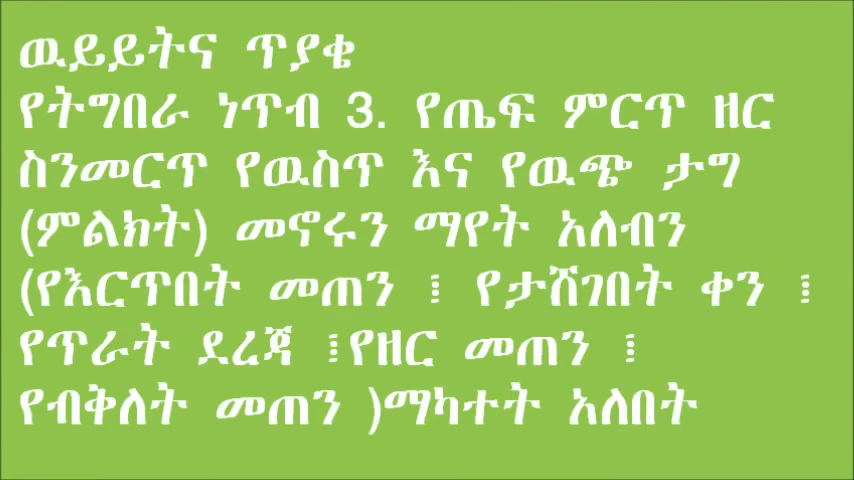 ዉይይትና ጥያቄ
የትግበራ ነጥብ 3. የጤፍ ምርጥ ዘር
ስንመርጥ የዉስጥ እና የዉጭ ታግ
(ምልክት) መኖሩን ማየት አለብን
(የእርጥበት መጠን ፤ የታሸገበት ቀን ፤
የጥራት ደረጃ ፤የዘር መጠን ፤
የብቅለት መጠን )ማካተት አለበት